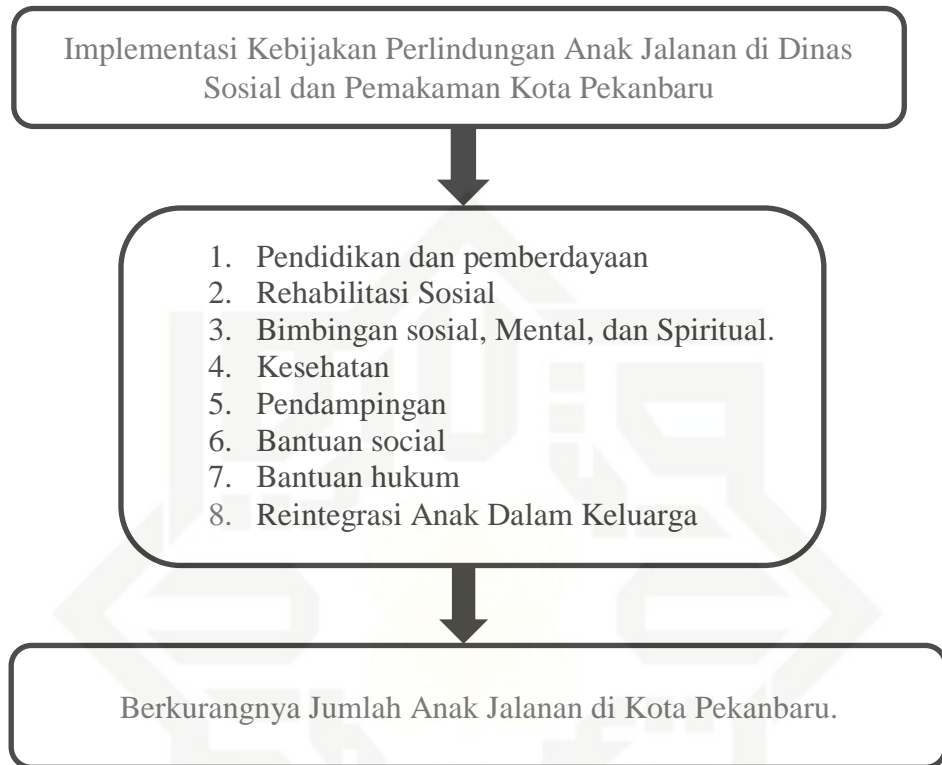 Implementasi Kebijakan Perlindungan Anak Jalanan di Dinas
Sosial dan Pemakaman Kota Pekanbaru
1. Pendidikan dan pemberdayaan
2. Rehabilitasi Sosial
3. Bimbingan sosial, Mental, dan Spiritual.
4. Kesehatan
5. Pendampingan
6. Bantuan social
7. Bantuan hukum
8. Reintegrasi Anak Dalam Keluarga
Berkurangnya Jumlah Anak Jalanan di Kota Pekanbaru.